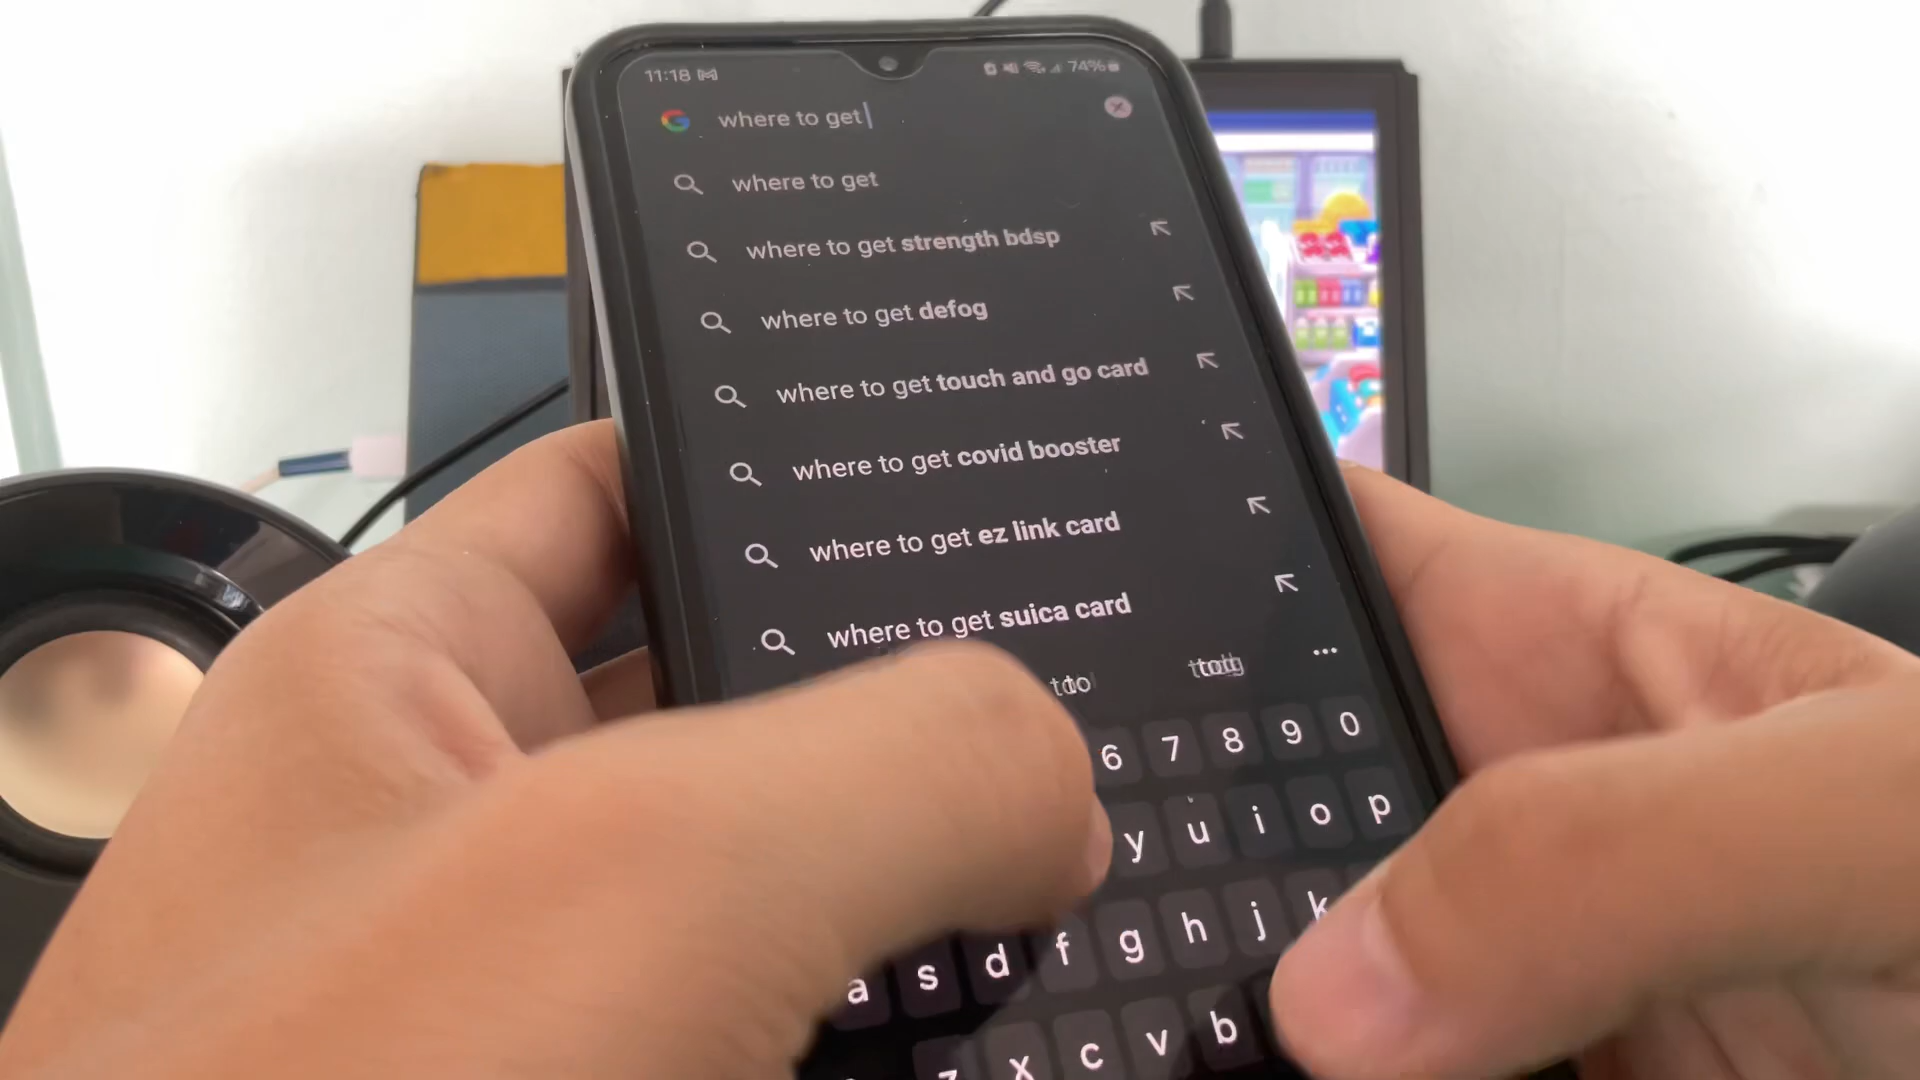 11:18
74%
where to get
where to get
where to get strength bdsp
where to get defog
where to get touch and go card
where to get covid booster
where to get ez link card
where to get suica card
6 7 8 9 0
y u i o p
a s d f g h j k
z x c v b